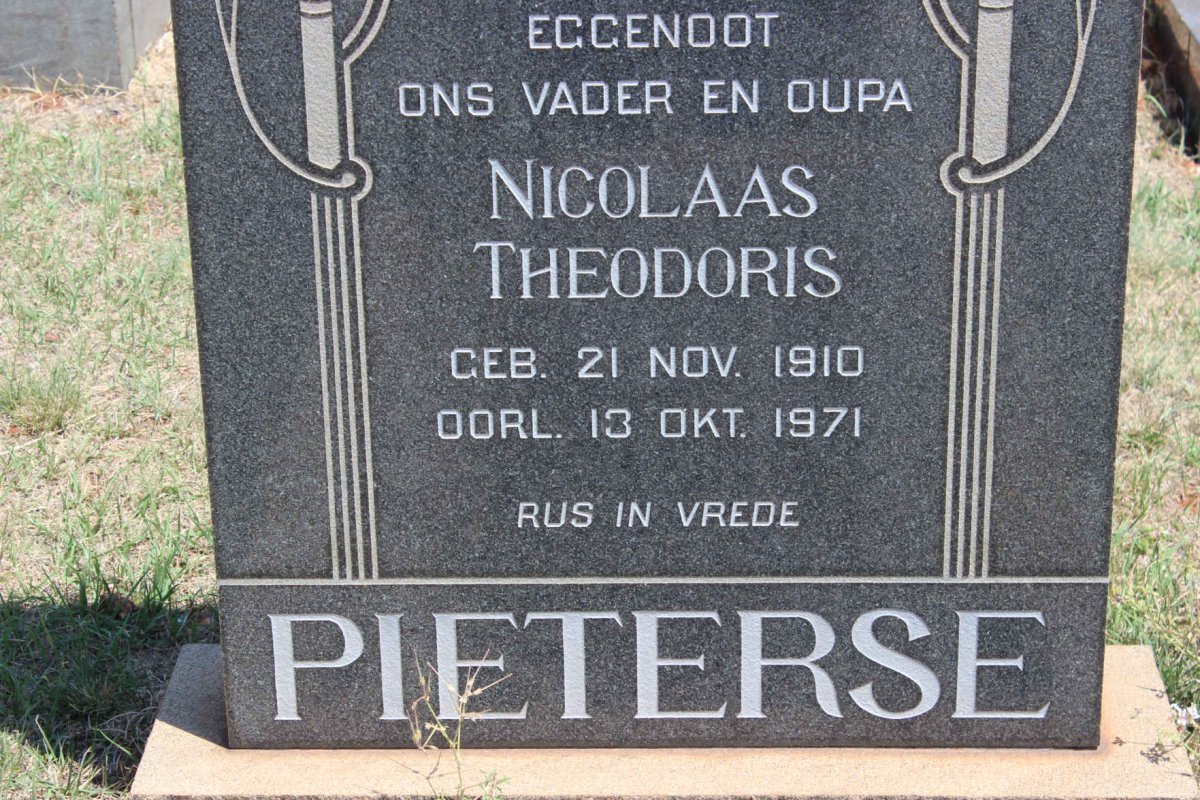 EGGENOOT
ONS VADER EN OUPA
NICOLAAS
THEODORIS
GEB. 21 NOV. 1910
OORL. 13 OKT. 1971
RUS IN VREDE
PIETERSE